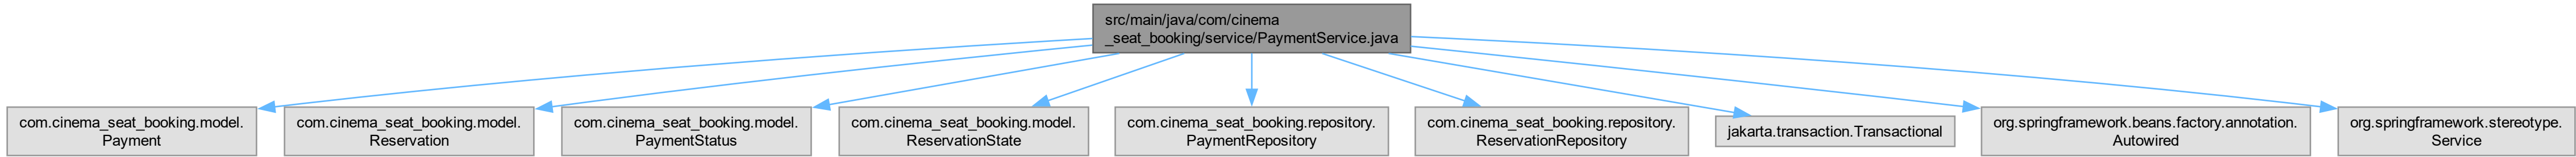 src/main/java/com/cinema
_seat_booking/service/PaymentService.java
com.cinema_seat_booking.model.
Payment
com.cinema_seat_booking.model.
Reservation
com.cinema_seat_booking.model.
PaymentStatus
com.cinema_seat_booking.model.
ReservationState
com.cinema_seat_booking.repository.
PaymentRepository
com.cinema_seat_booking.repository.
ReservationRepository
jakarta.transaction.Transactional
org.springframework.beans.factory.annotation.
Autowired
org.springframework.stereotype.
Service